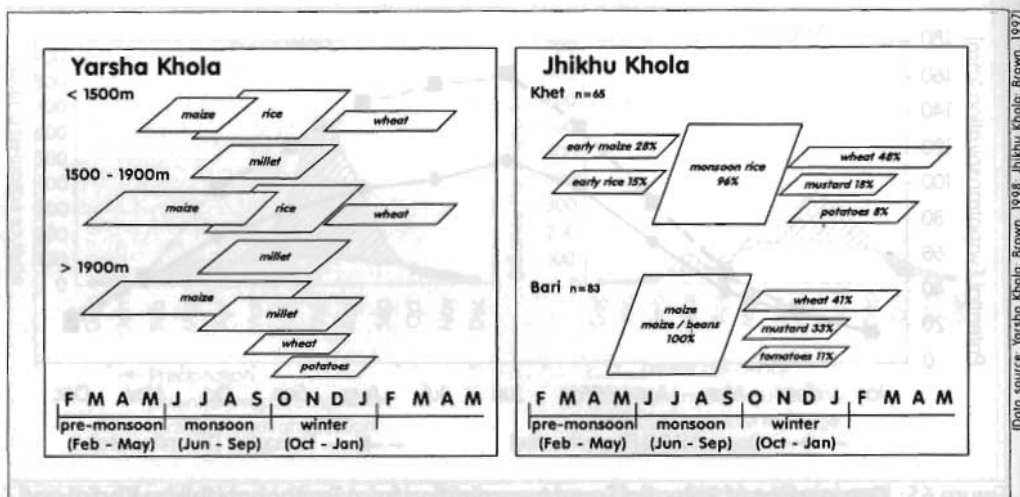 Yarsha Khola
< 1500m
maize
rice
wheat
millet
1500 - 1900m
maize
rice
wheat
millet
> 1900m
maize
millet
wheat
potatoes
F M A M J J A S O N D J F M A M
pre-monsoon monsoon winter
(Feb - May) (Jun - Sep) (Oct - Jan)
Jhikhu Khola
Khet n=65
early maize 28%
early rice 15%
monsoon rice
96%
wheat 48%
mustard 18%
potatoes 8%
Bari n=83
maize
maize / beans
100%
wheat 41%
mustard 33%
tomatoes 11%
F M A M J J A S O N D J F M A M
pre-monsoon monsoon winter
(Feb - May) (Jun - Sep) (Oct - Jan)
(Data source: Yarsha Khola: Brown, 1998; Jhikhu Khola: Brown, 1997)